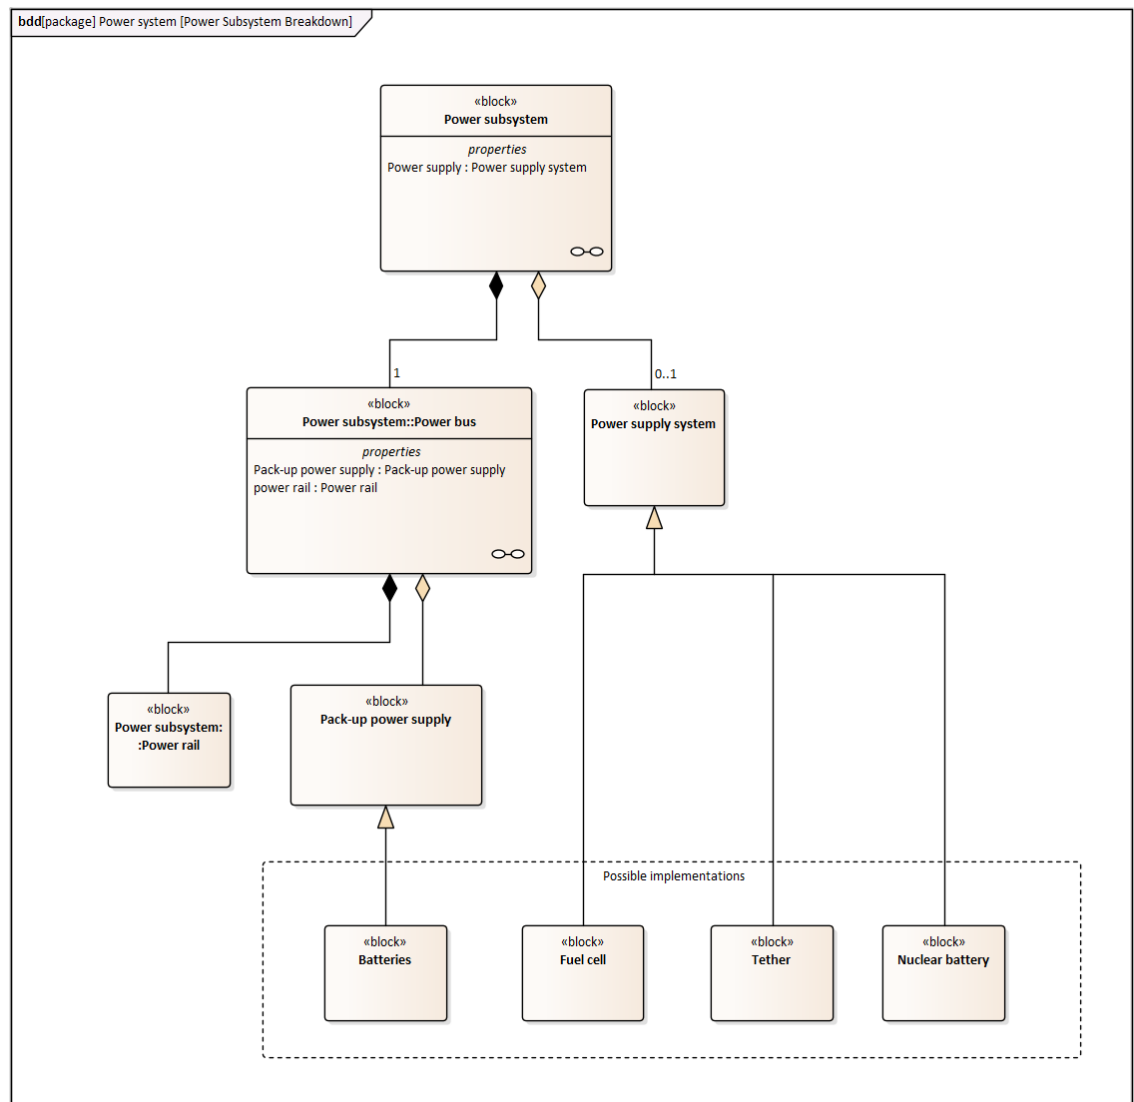 bdd[package] Power system [Power Subsystem Breakdown]
«block»
Power subsystem
properties
Power supply : Power supply system
1
0..1
«block»
Power subsystem::Power bus
properties
Pack-up power supply : Pack-up power supply
power rail : Power rail
«block»
Power supply system
«block»
Power subsystem:
:Power rail
«block»
Pack-up power supply
Possible implementations
«block»
Batteries
«block»
Fuel cell
«block»
Tether
«block»
Nuclear battery